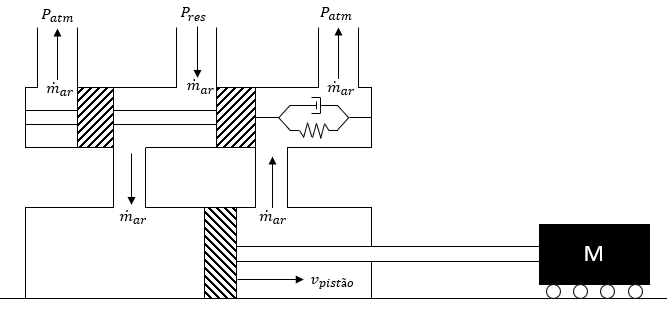 P_atm P_res P_atm
ṁ_ar ṁ_ar ṁ_ar
ṁ_ar ṁ_ar
M
v_pistão